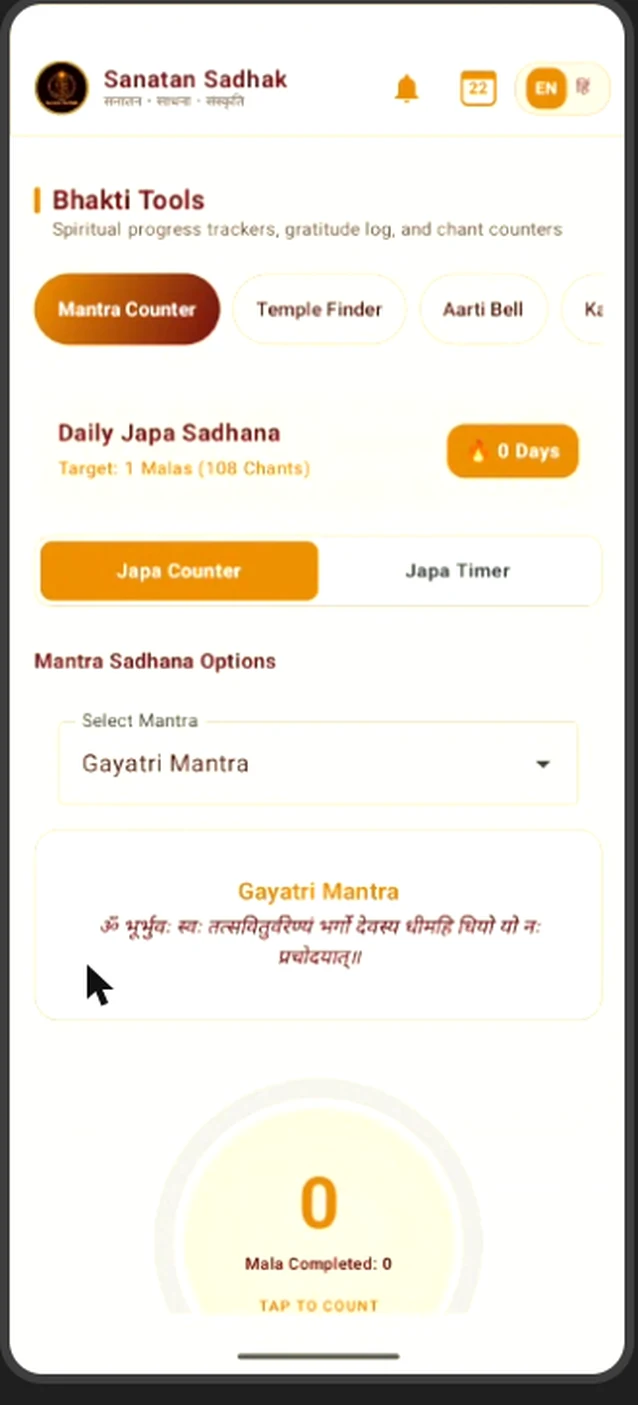 Sanatan Sadhak
सनातन • साधना • संस्कृति
22
EN
हिं
Bhakti Tools
Spiritual progress trackers, gratitude log, and chant counters
Mantra Counter
Temple Finder
Aarti Bell
Ka
Daily Japa Sadhana
Target: 1 Malas (108 Chants)
🔥 0 Days
Japa Counter
Japa Timer
Mantra Sadhana Options
Select Mantra
Gayatri Mantra
Gayatri Mantra
ॐ भूर्भुवः स्वः तत्सवितुर्वरेण्यं भर्गो देवस्य धीमहि धियो यो नः
प्रचोदयात्॥
0
Mala Completed: 0
TAP TO COUNT